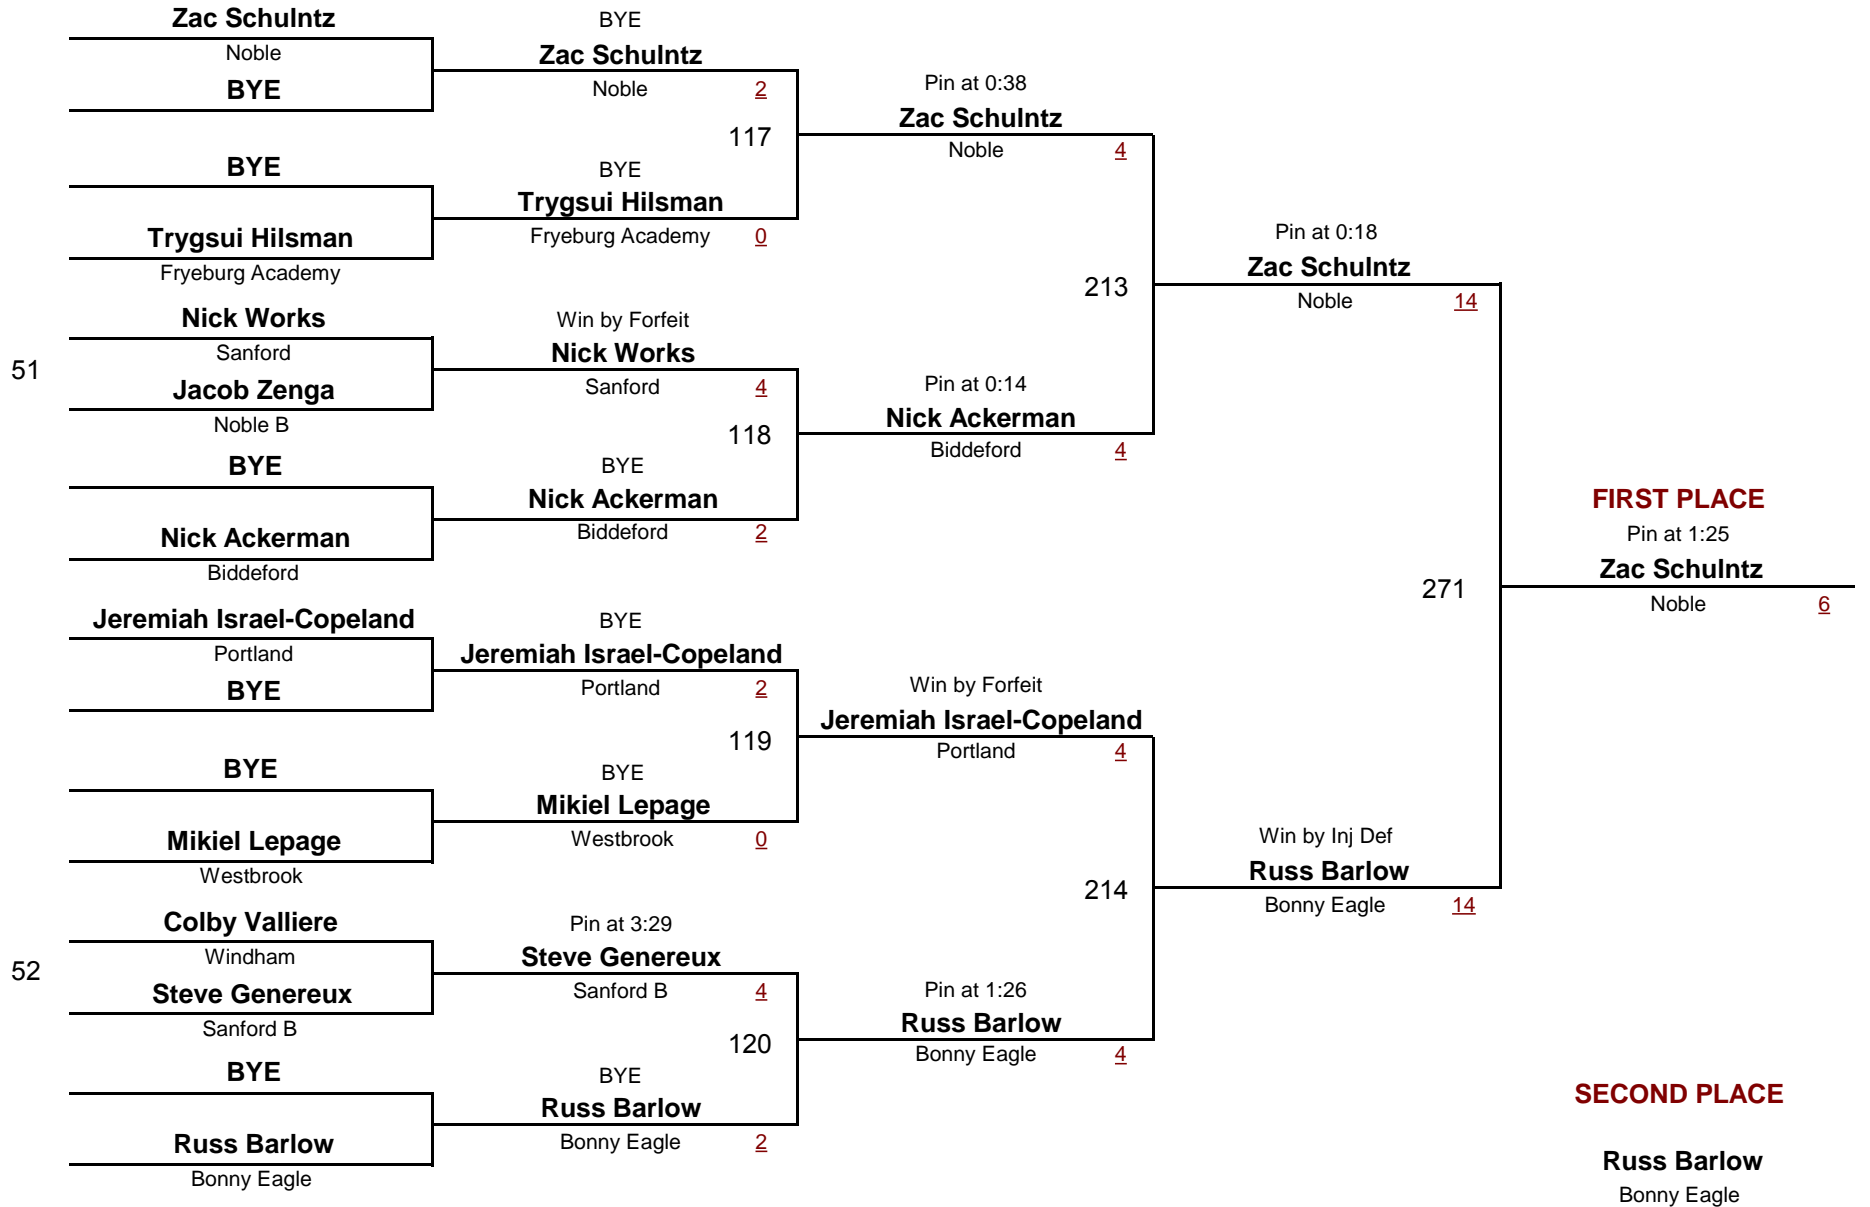 Zac Schulntz
Noble
BYE
BYE
Trygsui Hilsman
Fryeburg Academy
51
Nick Works
Sanford
Jacob Zenga
Noble B
BYE
Nick Ackerman
Biddeford
Jeremiah Israel-Copeland
Portland
BYE
BYE
Mikiel Lepage
Westbrook
52
Colby Valliere
Windham
Steve Genereux
Sanford B
BYE
Russ Barlow
Bonny Eagle
BYE
Zac Schulntz
Noble 2
117
BYE
Trygsui Hilsman
Fryeburg Academy 0
Win by Forfeit
Nick Works
Sanford 4
118
BYE
Nick Ackerman
Biddeford 2
BYE
Jeremiah Israel-Copeland
Portland 2
119
BYE
Mikiel Lepage
Westbrook 0
Pin at 3:29
Steve Genereux
Sanford B 4
120
BYE
Russ Barlow
Bonny Eagle 2
Pin at 0:38
Zac Schulntz
Noble 4
213
Pin at 0:14
Nick Ackerman
Biddeford 4
Win by Forfeit
Jeremiah Israel-Copeland
Portland 4
214
Pin at 1:26
Russ Barlow
Bonny Eagle 4
Pin at 0:18
Zac Schulntz
Noble 14
271
Win by Inj Def
Russ Barlow
Bonny Eagle 14
FIRST PLACE
Pin at 1:25
Zac Schulntz
Noble 6
SECOND PLACE
Russ Barlow
Bonny Eagle